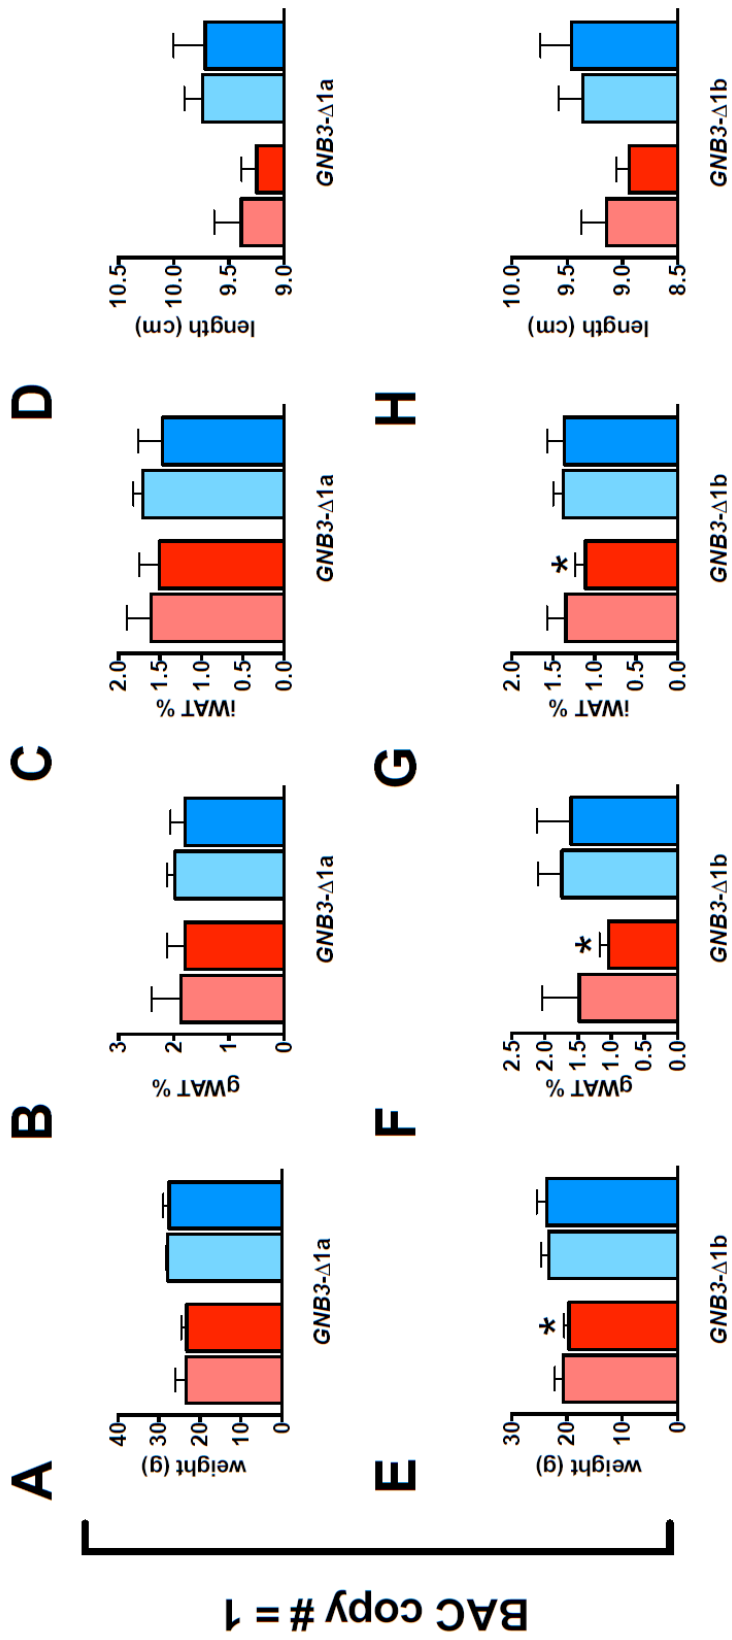 BAC copy # = 1
A
weight (g)
40
30
20
10
0
GNB3-Δ1a
B
gWAT %
3
2
1
0
GNB3-Δ1a
C
iWAT %
2.0
1.5
1.0
0.5
0.0
GNB3-Δ1a
D
length (cm)
10.5
10.0
9.5
9.0
GNB3-Δ1a
E
weight (g)
30
20
10
0
*
GNB3-Δ1b
F
gWAT %
2.5
2.0
1.5
1.0
0.5
0.0
*
GNB3-Δ1b
G
iWAT %
2.0
1.5
1.0
0.5
0.0
*
GNB3-Δ1b
H
length (cm)
10.0
9.5
9.0
8.5
GNB3-Δ1b